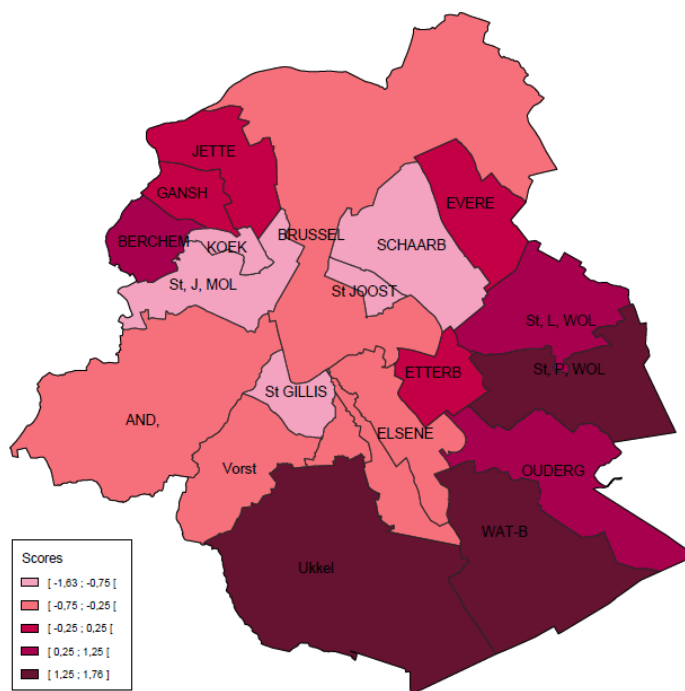 JETTE
GANSH
EVERE
BERCHEM
KOEK
BRUSSEL
SCHAARB
St, J, MOL
St JOOST
St, L, WOL
ETTERB
St, P, WOL
St GILLIS
AND,
ELSENE
Vorst
OUDERG
WAT-B
Ukkel
Scores
[ -1,63 ; -0,75 [
[ -0,75 ; -0,25 [
[ -0,25 ; 0,25 [
[ 0,25 ; 1,25 [
[ 1,25 ; 1,76 [